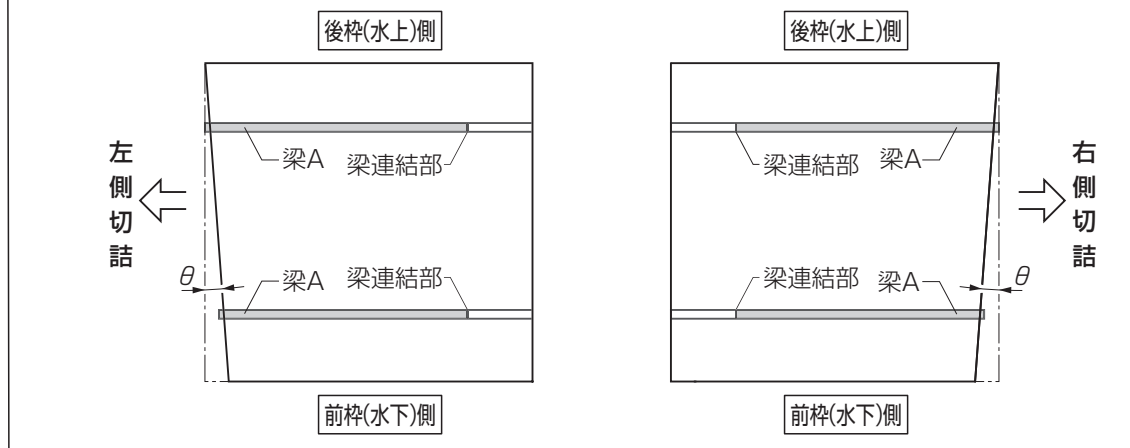 後枠(水上)側
梁A
梁連結部
左側切詰
θ
梁A
梁連結部
前枠(水下)側
後枠(水上)側
梁連結部
梁A
右側切詰
梁連結部
梁A
θ
前枠(水下)側